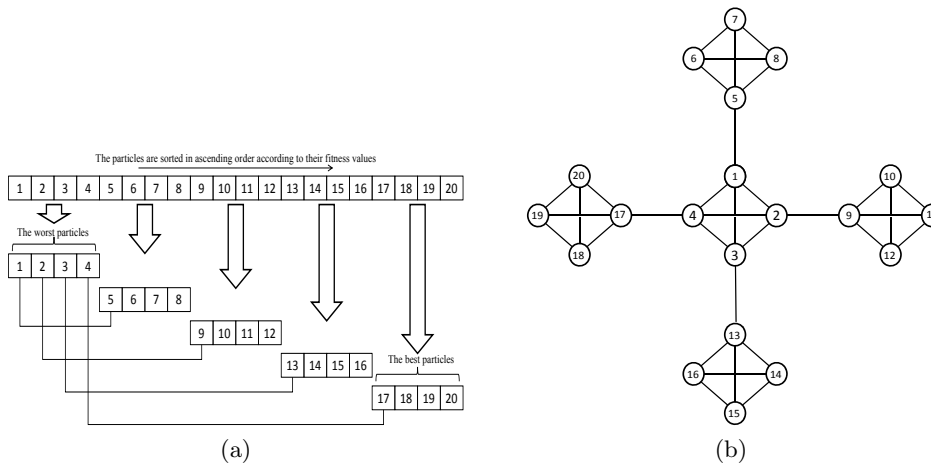 The particles are sorted in ascending order according to their fitness values
1 2 3 4 5 6 7 8 9 10 11 12 13 14 15 16 17 18 19 20
The worst particles
1 2 3 4
5 6 7 8
9 10 11 12
13 14 15 16
The best particles
17 18 19 20
(a)
7
6 8
5
20 1 10
19 17 4 2 9
18 3 12
13
16 14
15
(b)